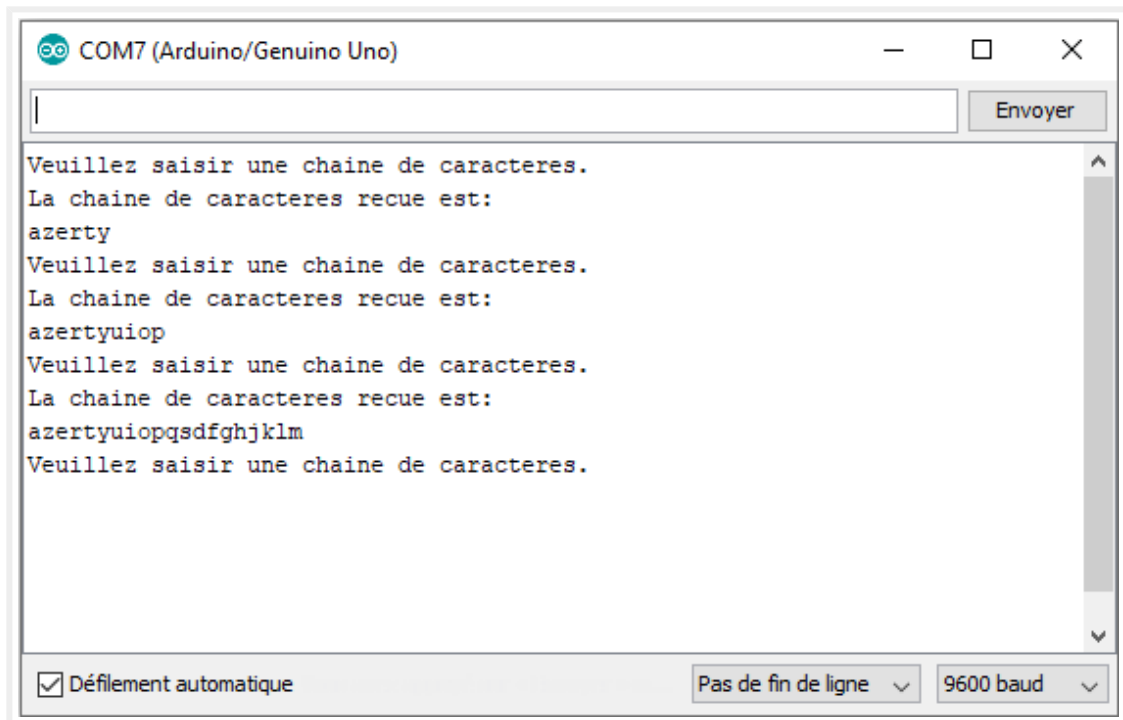 COM7 (Arduino/Genuino Uno)
Envoyer
Veuillez saisir une chaine de caracteres.
La chaine de caracteres recue est:
azerty
Veuillez saisir une chaine de caracteres.
La chaine de caracteres recue est:
azertyuiop
Veuillez saisir une chaine de caracteres.
La chaine de caracteres recue est:
azertyuiopqsdfghjklm
Veuillez saisir une chaine de caracteres.
Défilement automatique Pas de fin de ligne 9600 baud